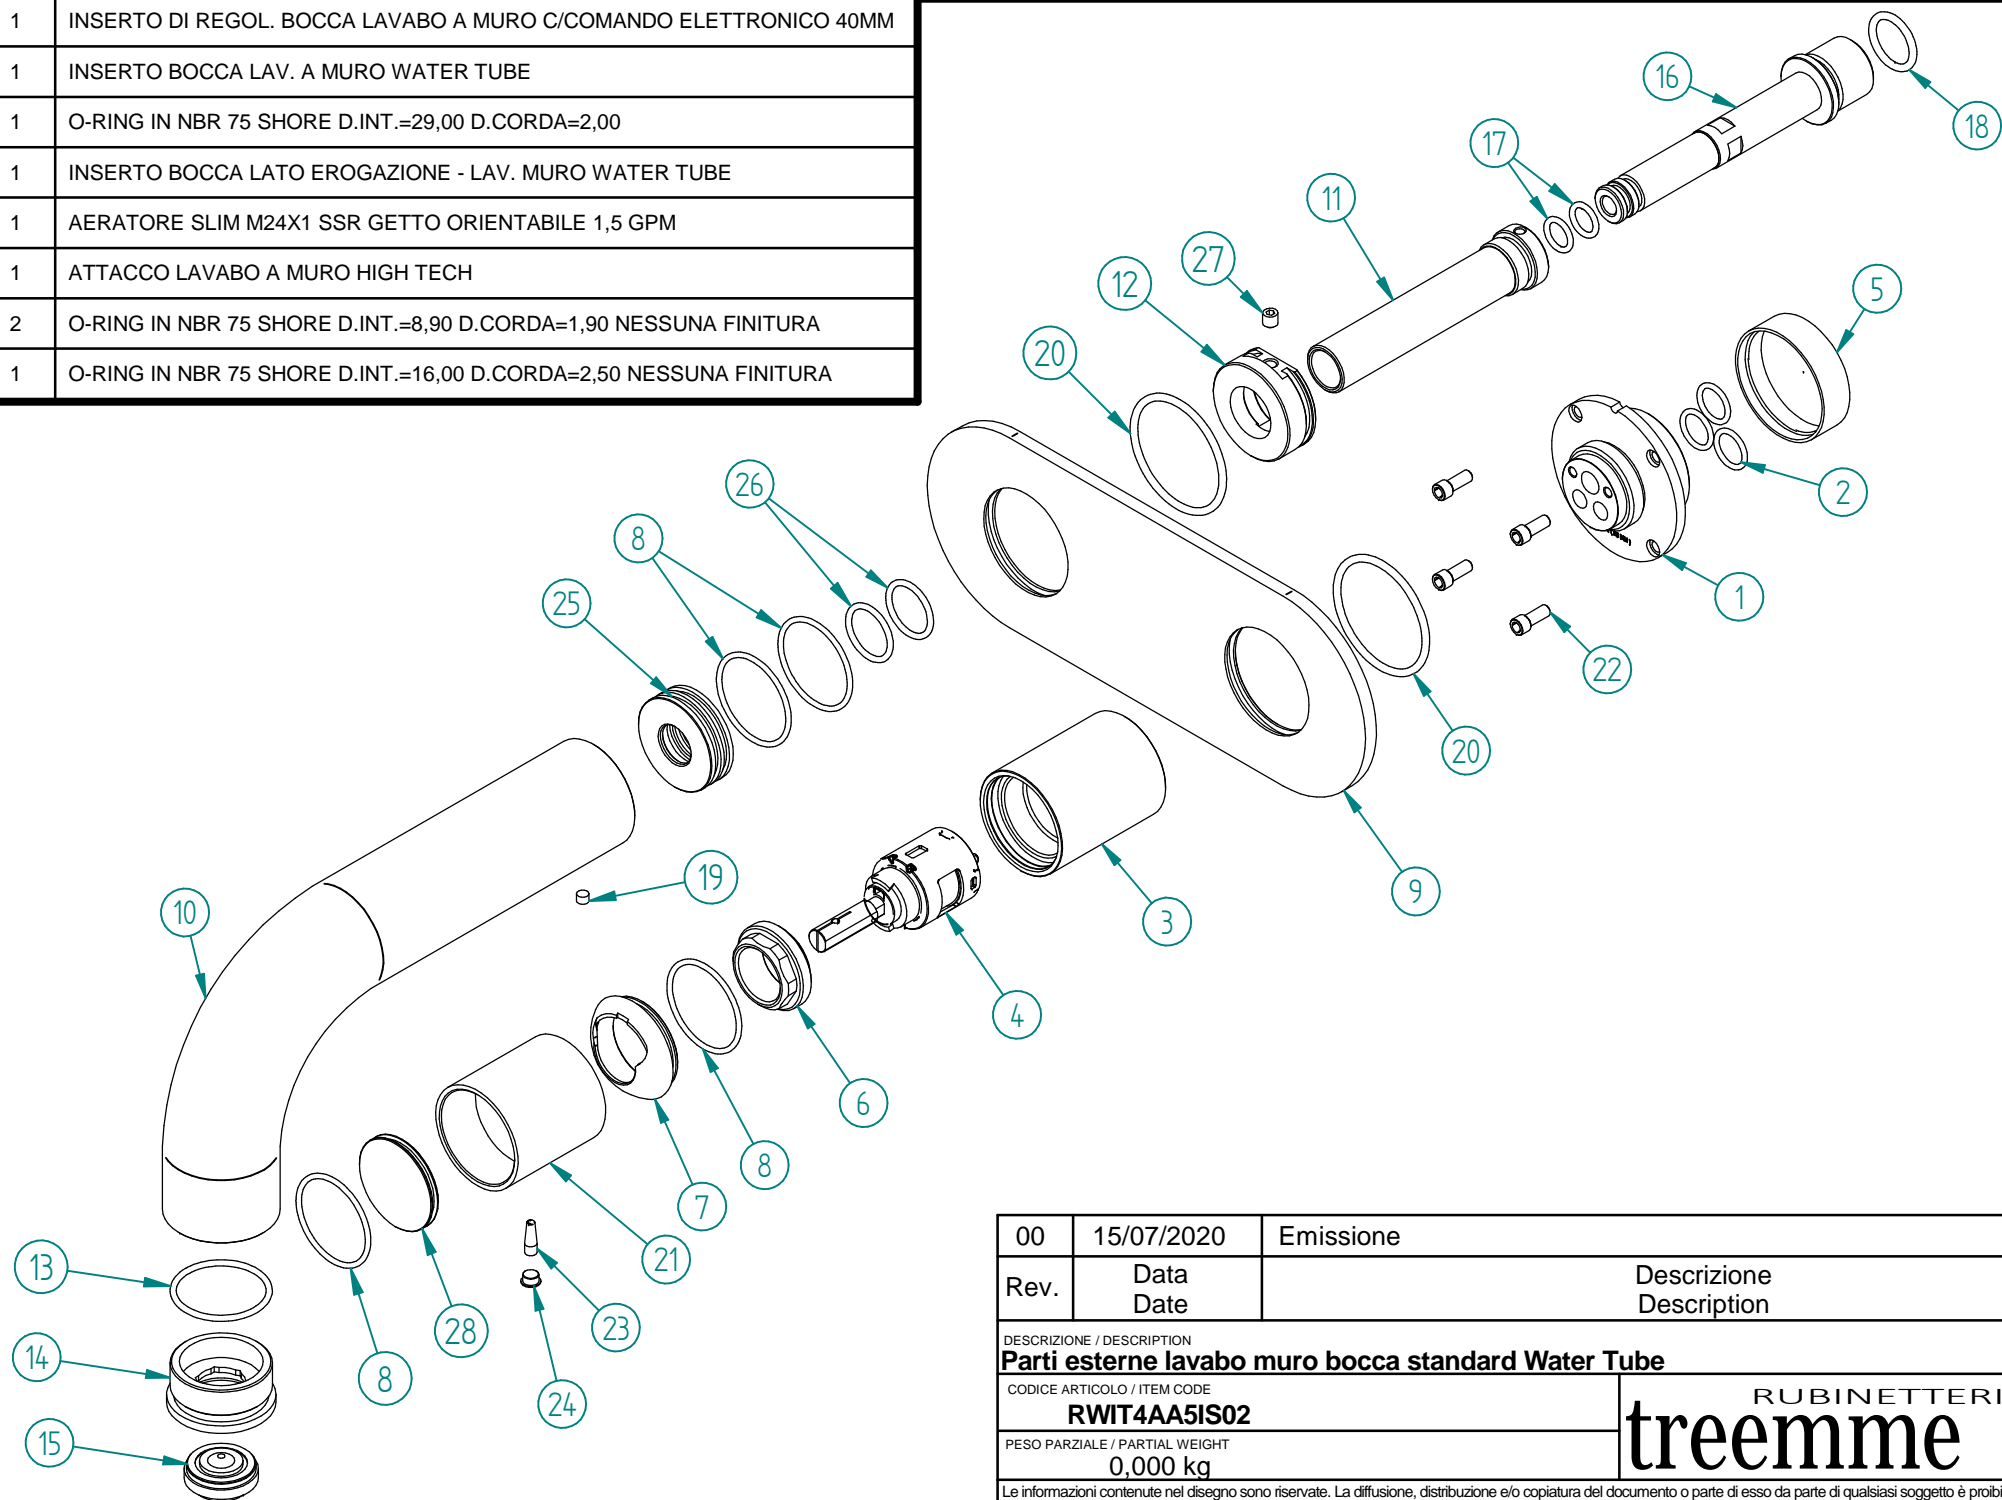 1 INSERTO DI REGOL. BOCCA LAVABO A MURO C/COMANDO ELETTRONICO 40MM
1 INSERTO BOCCA LAV. A MURO WATER TUBE
1 O-RING IN NBR 75 SHORE D.INT.=29,00 D.CORDA=2,00
1 INSERTO BOCCA LATO EROGAZIONE - LAV. MURO WATER TUBE
1 AERATORE SLIM M24X1 SSR GETTO ORIENTABILE 1,5 GPM
1 ATTACCO LAVABO A MURO HIGH TECH
2 O-RING IN NBR 75 SHORE D.INT.=8,90 D.CORDA=1,90 NESSUNA FINITURA
1 O-RING IN NBR 75 SHORE D.INT.=16,00 D.CORDA=2,50 NESSUNA FINITURA
16
18
17
11
27
12
5
20
26
2
8
25
1
22
20
19
9
10
3
4
6
8
7
21
13
23
28
14
8
24
15
00 15/07/2020 Emissione
Rev. Data Descrizione
Date Description
DESCRIZIONE / DESCRIPTION
Parti esterne lavabo muro bocca standard Water Tube
CODICE ARTICOLO / ITEM CODE
RWIT4AA5IS02
PESO PARZIALE / PARTIAL WEIGHT
0,000 kg
RUBINETTERI
treemme
Le informazioni contenute nel disegno sono riservate. La diffusione, distribuzione e/o copiatura del documento o parte di esso da parte di qualsiasi soggetto è proibi